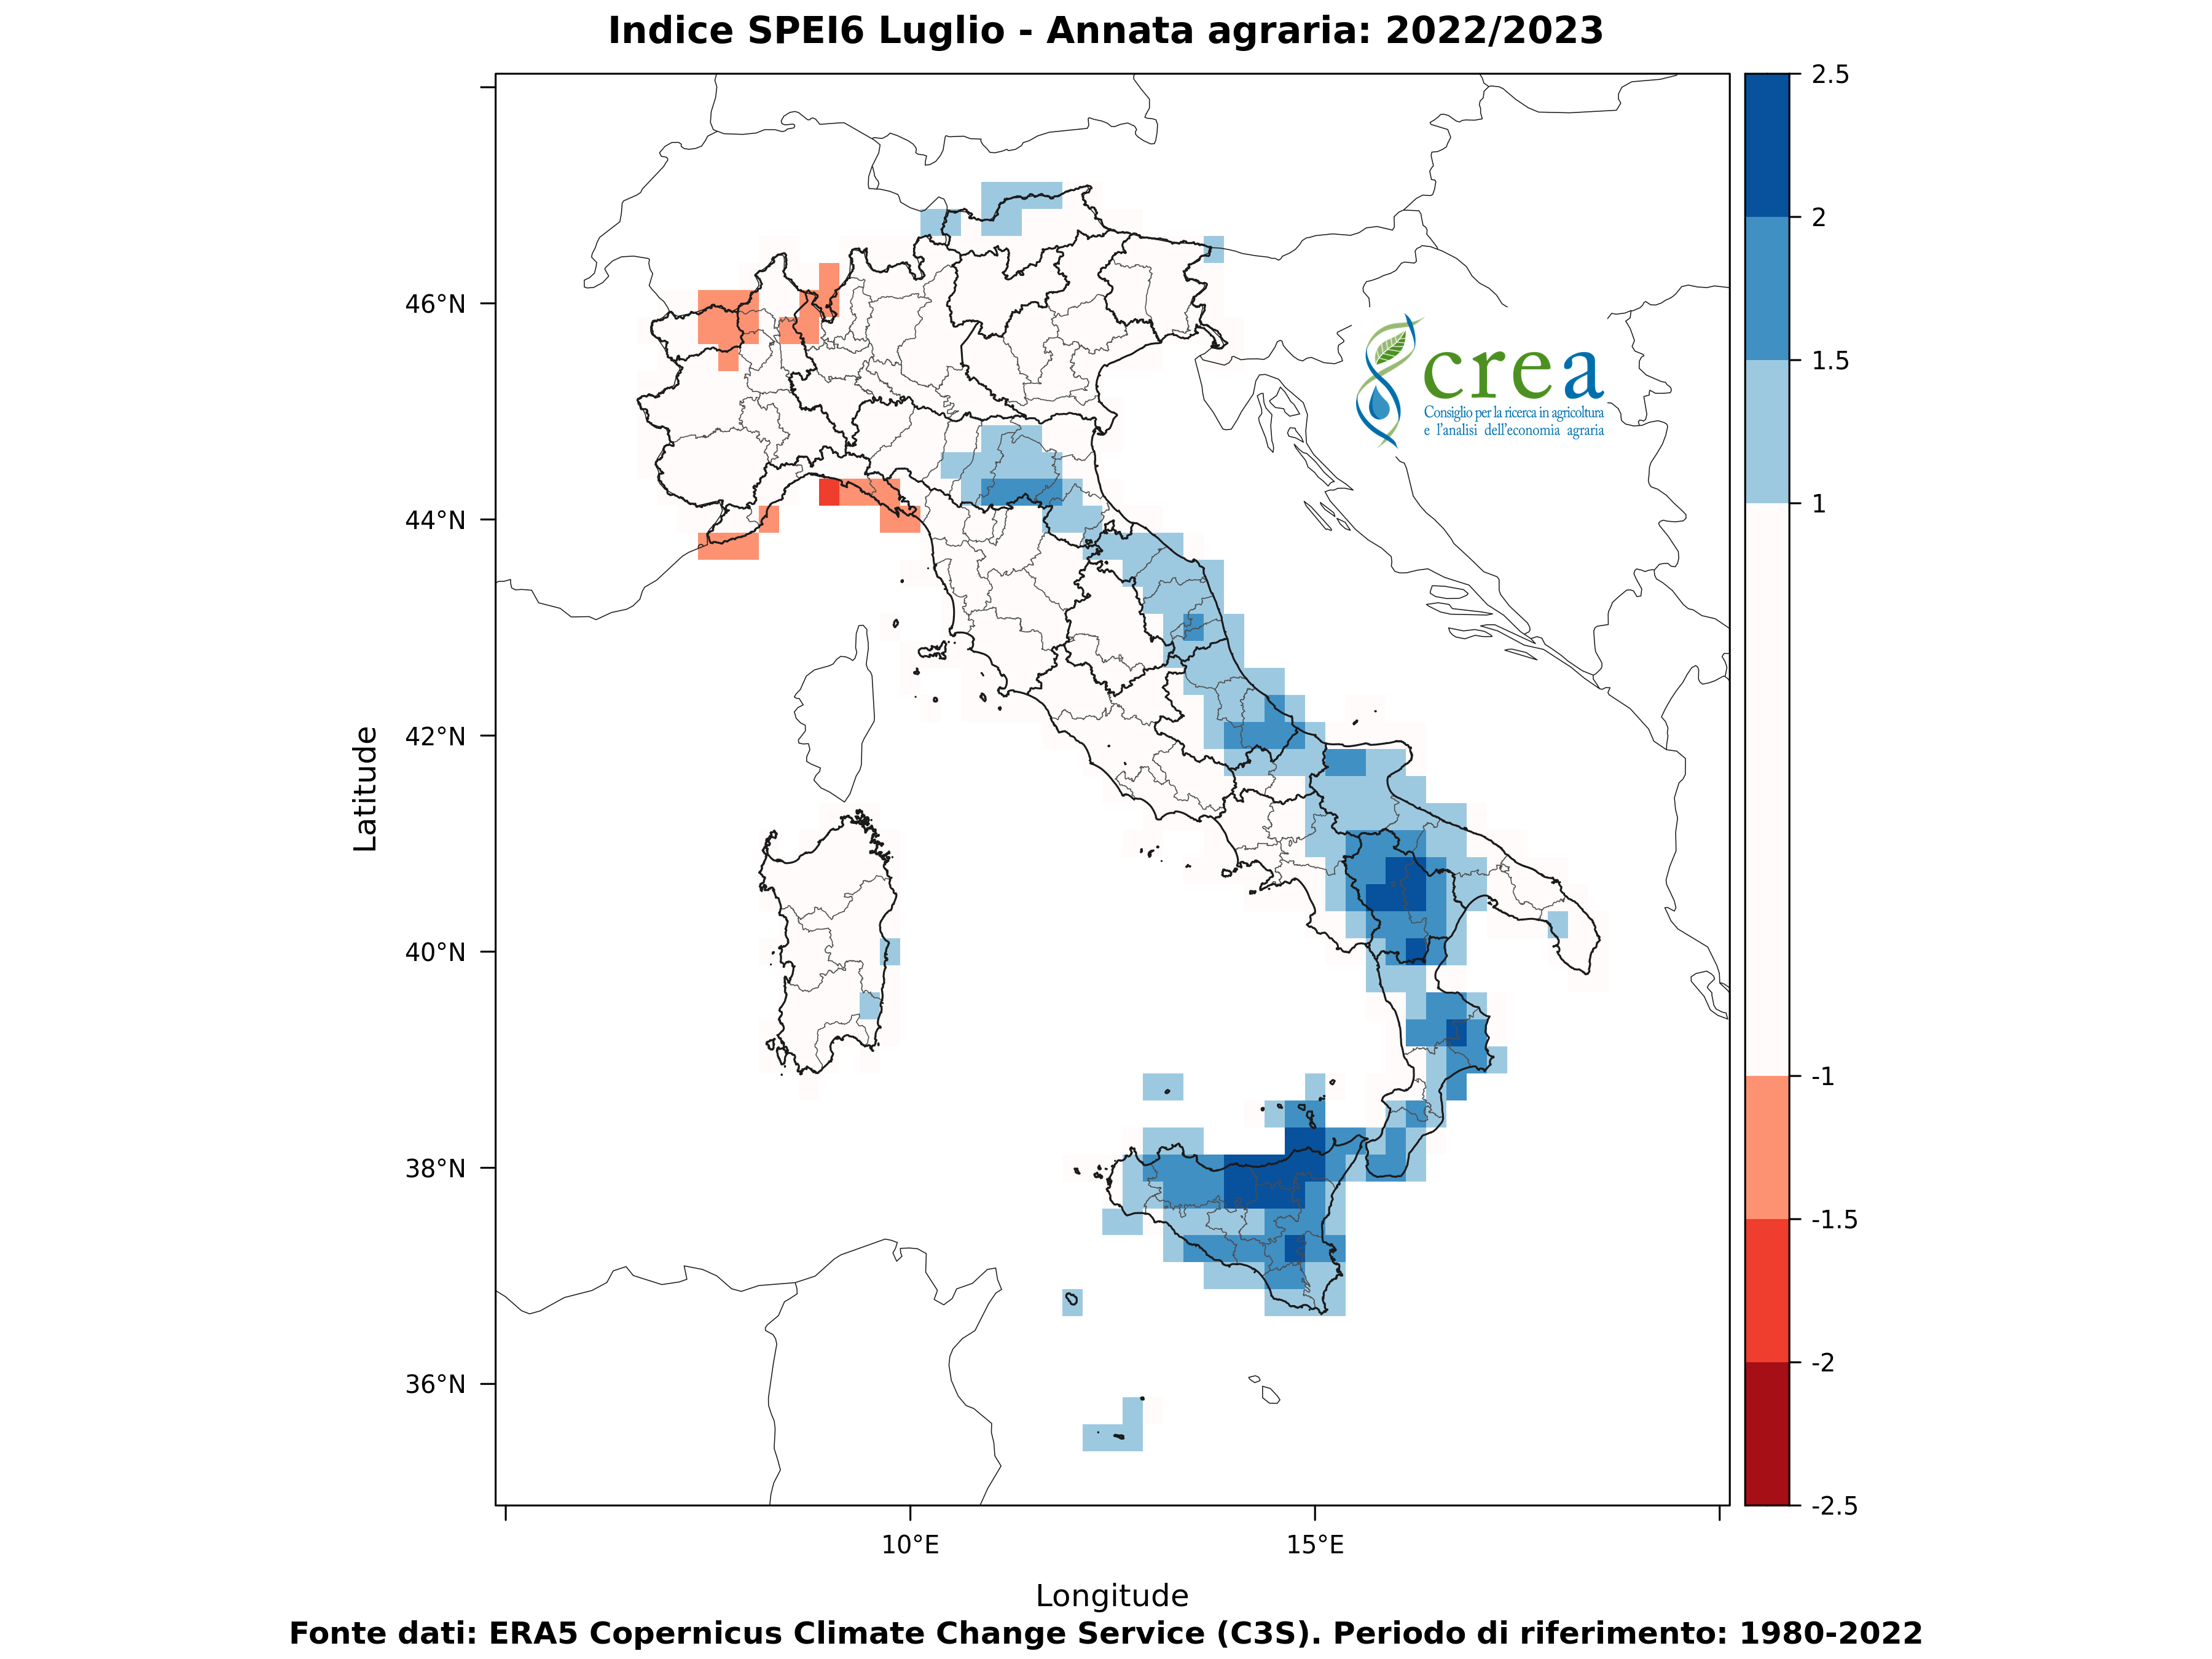 Indice SPEI6 Luglio - Annata agraria: 2022/2023
2.5
2
1.5
1
-1
-1.5
-2
-2.5
46°N
44°N
42°N
40°N
38°N
36°N
Latitude
crea
Consiglio per la ricerca in agricoltura
e l'analisi dell'economia agraria
10°E
15°E
Longitude
Fonte dati: ERA5 Copernicus Climate Change Service (C3S). Periodo di riferimento: 1980-2022